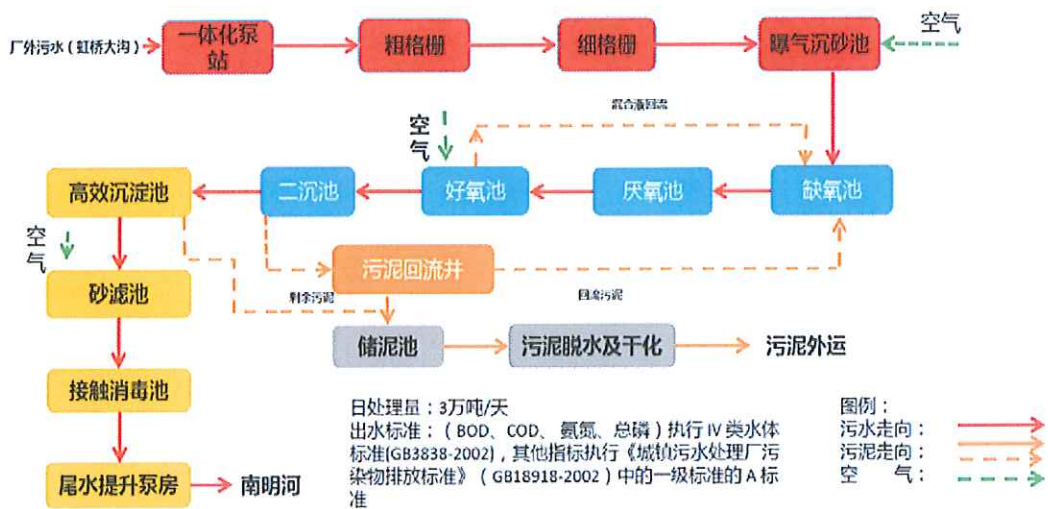 厂外污水（虹桥大沟）
一体化泵
站
粗格栅
细格栅
曝气沉砂池
空气
混合液回流
空
气
高效沉淀池
二沉池
好氧池
厌氧池
缺氧池
空
气
污泥回流井
砂滤池
剩余污泥
回流污泥
储泥池
污泥脱水及干化
污泥外运
接触消毒池
日处理量：3万吨/天
出水标准：（BOD、COD、 氨氮、总磷）执行 IV 类水体
标准(GB3838-2002)，其他指标执行《城镇污水处理厂污
染物排放标准》（GB18918-2002）中的一级标准的 A 标
准
图例：
污水走向：
污泥走向：
空 气：
尾水提升泵房
南明河